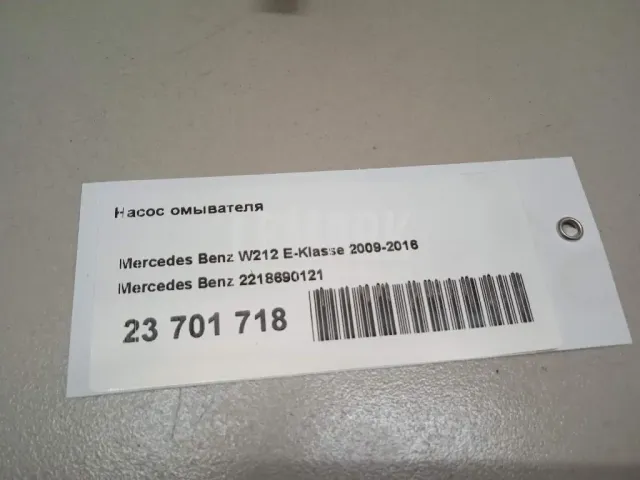 Насос омывателя
Mercedes Benz W212 E-Klasse 2009-2016
Mercedes Benz 2218690121
23 701 718